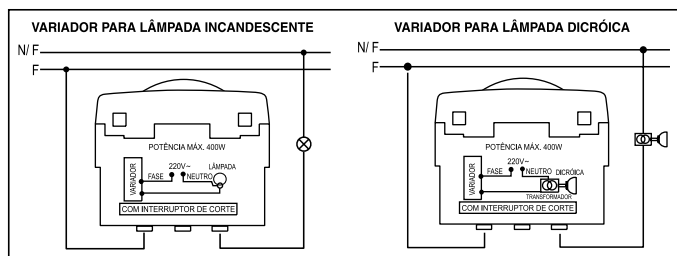 VARIADOR PARA LÂMPADA INCANDESCENTE
N/ F
F
POTÊNCIA MÁX. 400W
220V~
LÂMPADA
FASE
NEUTRO
VARIADOR
COM INTERRUPTOR DE CORTE
VARIADOR PARA LÂMPADA DICRÓICA
N/ F
F
POTÊNCIA MÁX. 400W
220V~
FASE
NEUTRO
DICRÓICA
VARIADOR
TRANSFORMADOR
COM INTERRUPTOR DE CORTE